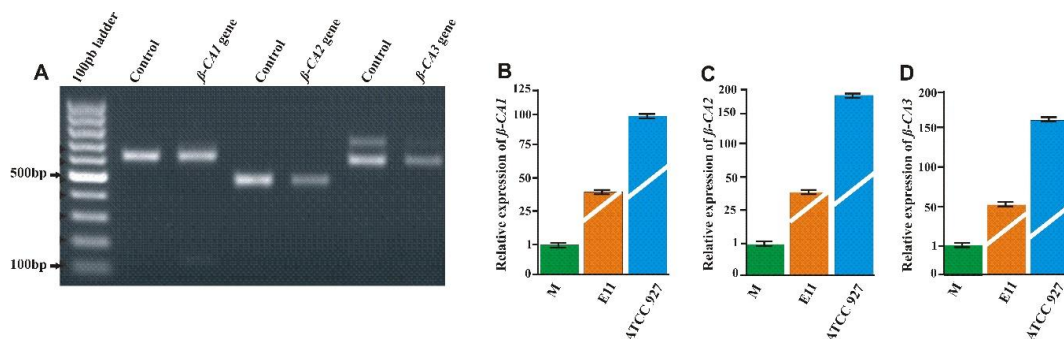 A
100pb ladder
Control
β-CA1 gene
Control
β-CA2 gene
Control
β-CA3 gene
500bp
100bp
B
Relative expression of β-CA1
125
100
75
50
25
1
0
M
E11
ATCC 927
C
Relative expression of β-CA2
200
150
100
50
25
1
0
M
E11
ATCC 927
D
Relative expression of β-CA3
200
150
100
50
1
0
M
E11
ATCC 927